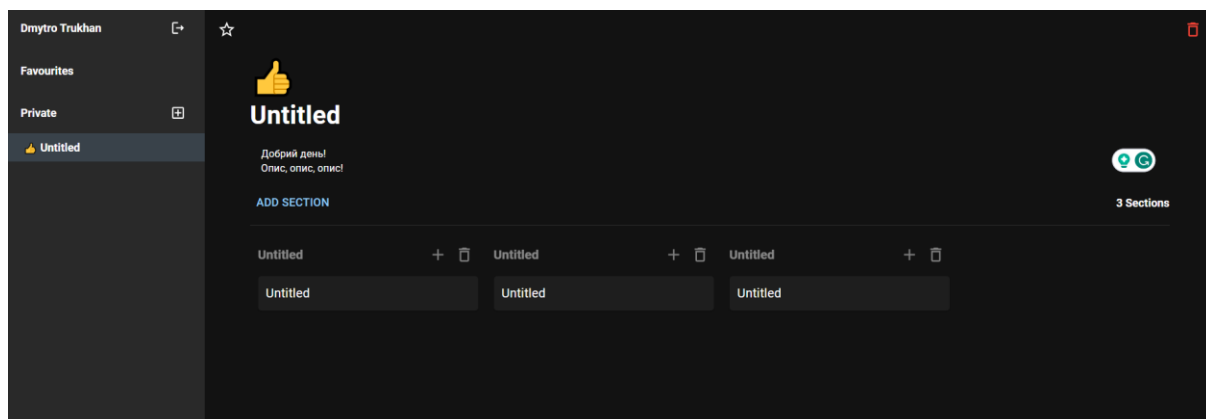 Dmytro Trukhan
Favourites
Private
Untitled
Untitled
Добрий день!
Опис, опис, опис!
ADD SECTION
3 Sections
Untitled
Untitled
Untitled
Untitled
Untitled
Untitled